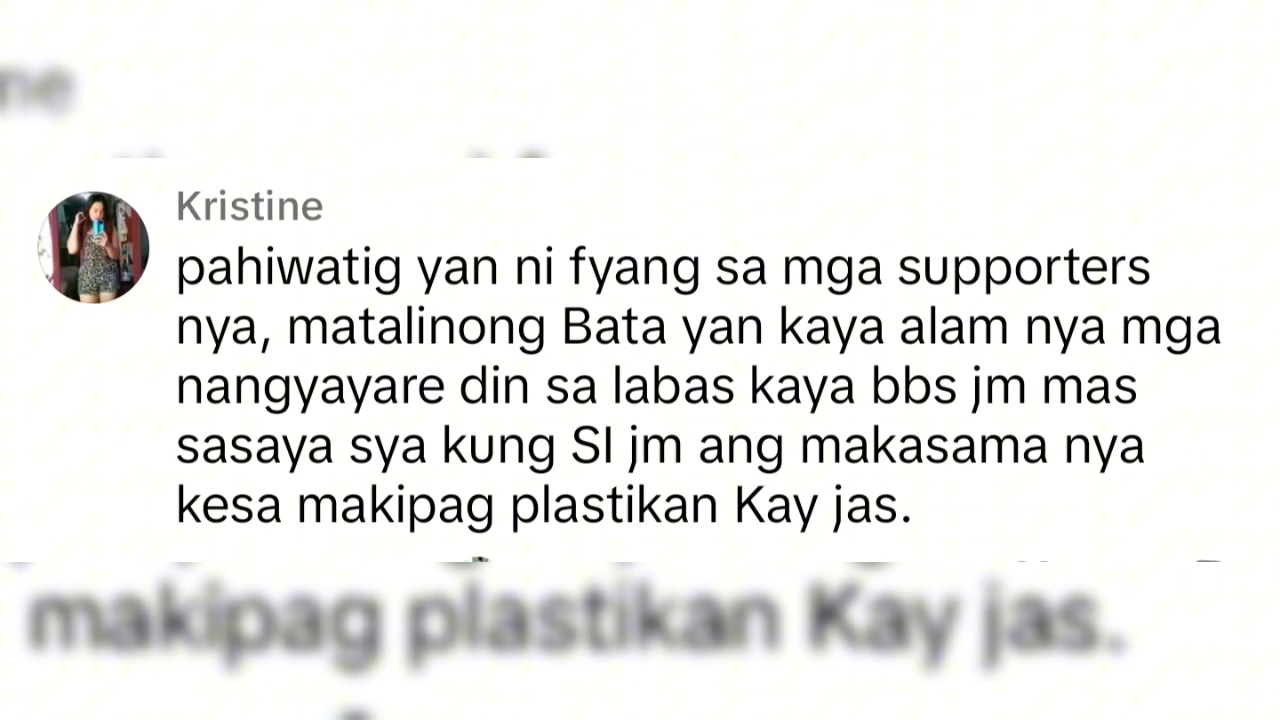 ne
Kristine
pahiwatig yan ni fyang sa mga supporters
nya, matalinong Bata yan kaya alam nya mga
nangyayare din sa labas kaya bbs jm mas
sasaya sya kung SI jm ang makasama nya
kesa makipag plastikan Kay jas.
makipag plastikan Kay jas.